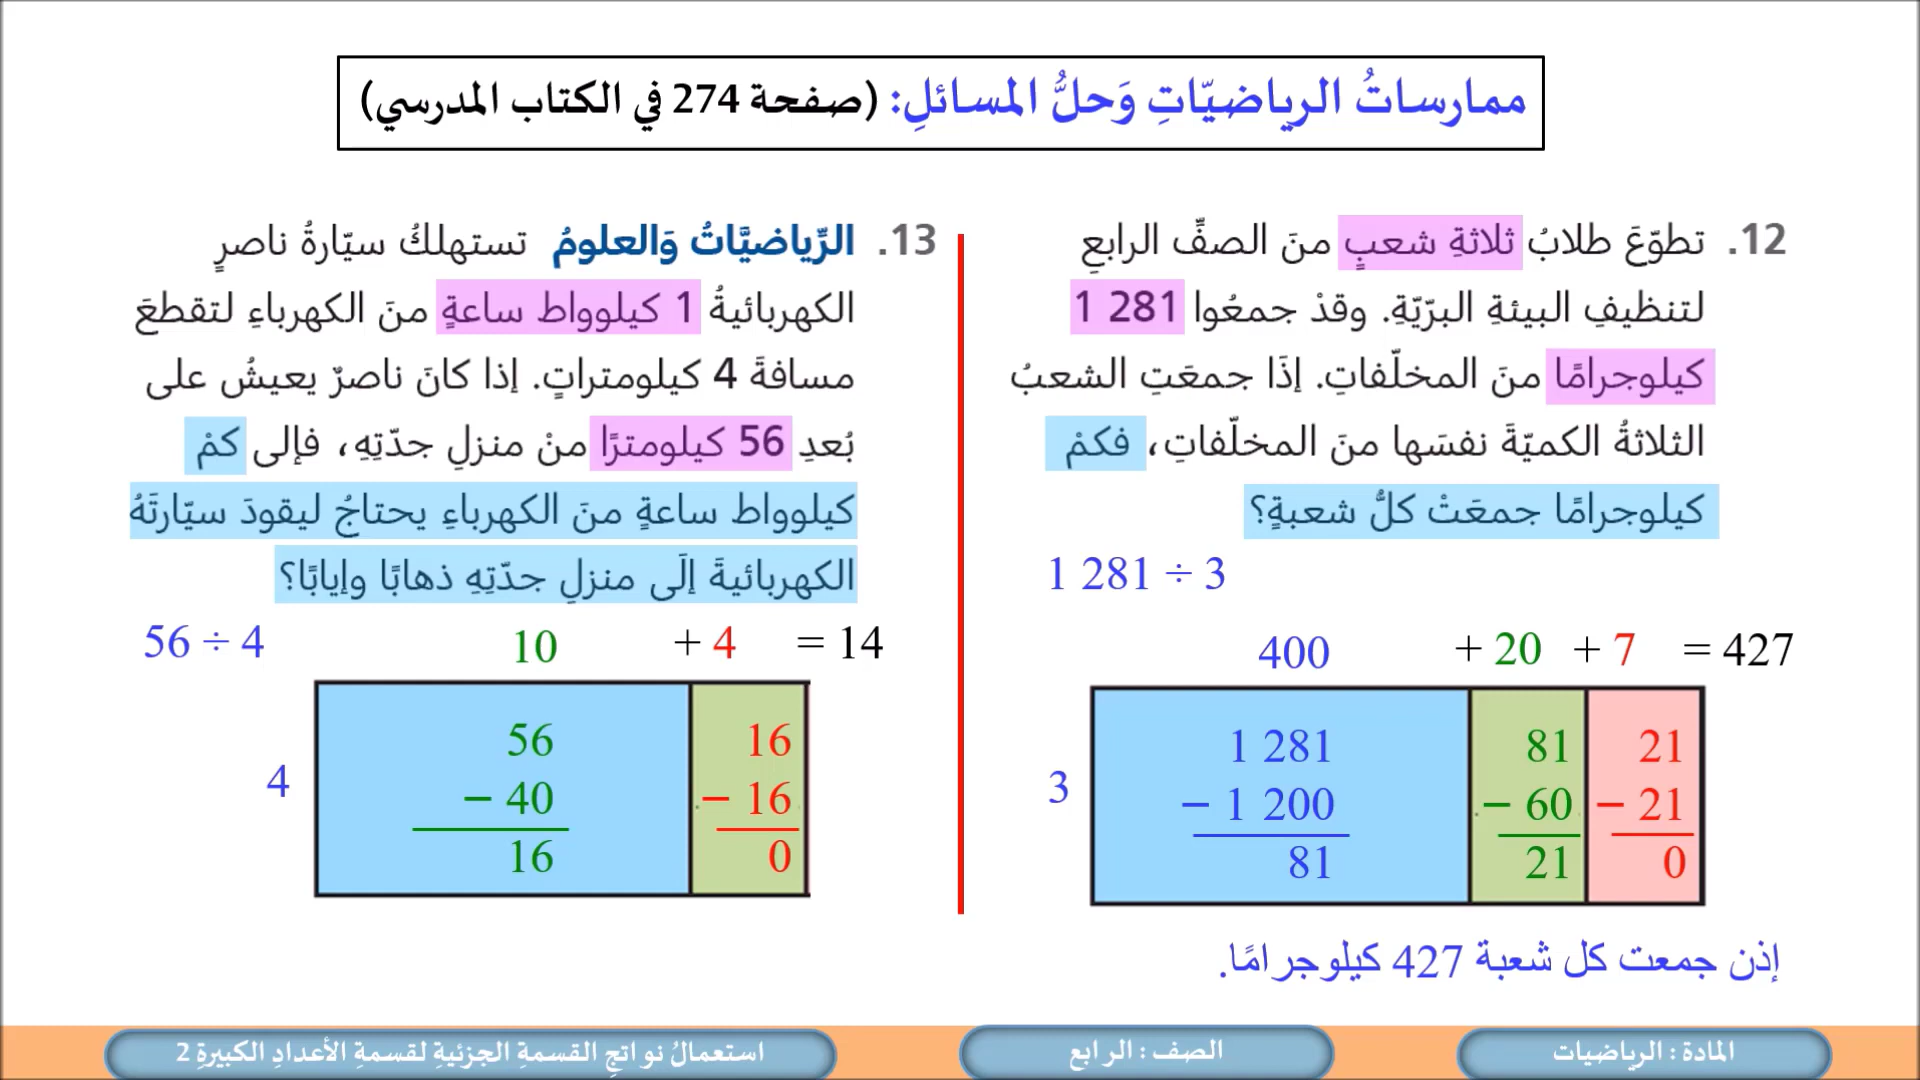 ممارساتُ الرياضيّاتِ وَحلُّ المسائلِ: (صفحة 274 في الكتاب المدرسي)
12. تطوّعَ طلابُ ثلاثةِ شعبٍ منَ الصفِّ الرابعِ
لتنظيفِ البيئةِ البرّيّةِ. وقدْ جمعُوا 281 1
كيلوجرامًا منَ المخلّفاتِ. إذَا جمعَتِ الشعبُ
الثلاثةُ الكميّةَ نفسَها منَ المخلّفاتِ، فكمْ
كيلوجرامًا جمعَتْ كلُّ شعبةٍ؟
1 281 ÷ 3
400 + 20 + 7 = 427
3
1 281
− 1 200
81
81
− 60
21
21
− 21
0
إذن جمعت كل شعبة 427 كيلوجرامًا.
13. الرِّياضيَّاتُ وَالعلومُ تستهلكُ سيّارةُ ناصرٍ
الكهربائيةُ 1 كيلوواط ساعةٍ منَ الكهرباءِ لتقطعَ
مسافةَ 4 كيلومتراتٍ. إذا كانَ ناصرٌ يعيشُ على
بُعدِ 56 كيلومترًا منْ منزلِ جدّتِهِ، فإلى كمْ
كيلوواط ساعةٍ منَ الكهرباءِ يحتاجُ ليقودَ سيّارتَهُ
الكهربائيةَ إلَى منزلِ جدّتِهِ ذهابًا وإيابًا؟
56 ÷ 4
10 + 4 = 14
4
56
− 40
16
16
− 16
0
المادة : الرياضيات
الصف : الرابع
استعمالُ نواتجِ القسمةِ الجزئيةِ لقسمةِ الأعدادِ الكبيرةِ 2